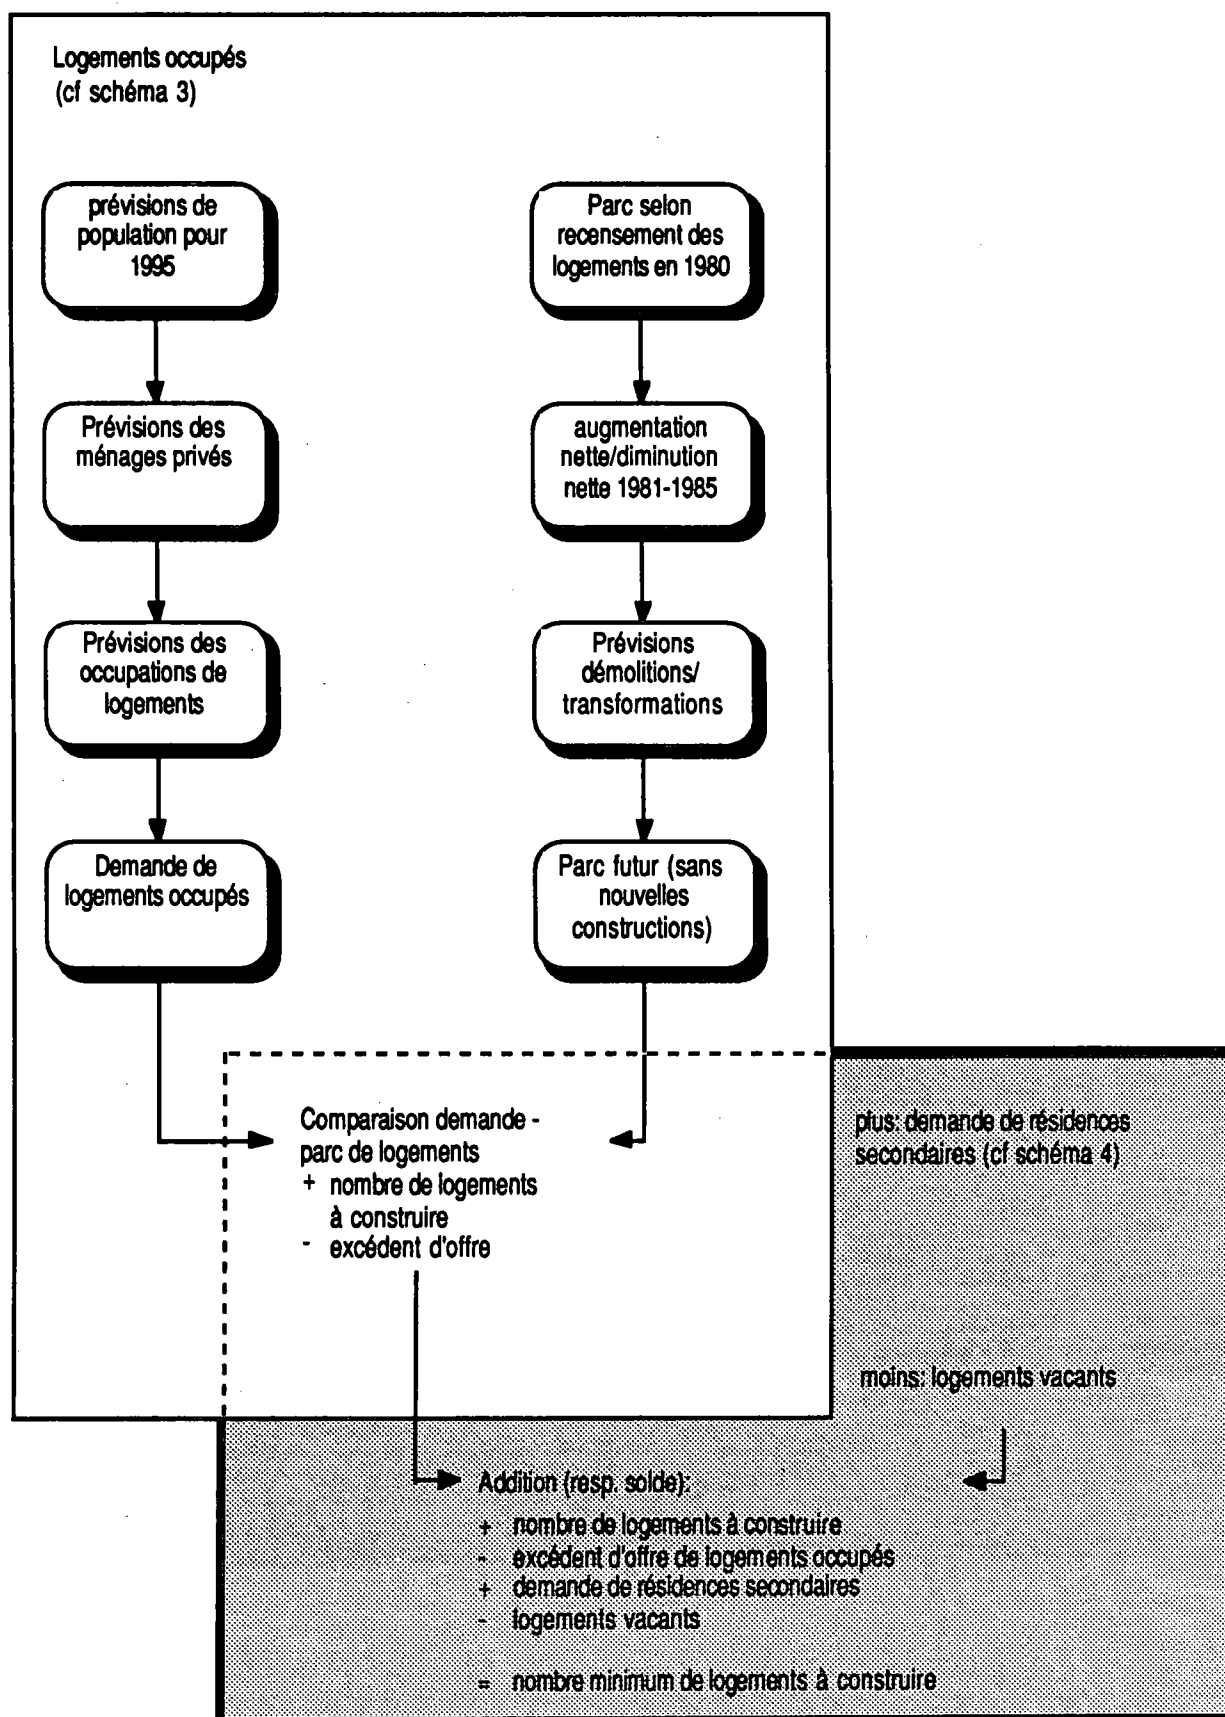 Logements occupés
(cf schéma 3)
prévisions de
population pour
1995
Prévisions des
ménages privés
Prévisions des
occupations de
logements
Demande de
logements occupés
Parc selon
recensement des
logements en 1980
augmentation
nette/diminution
nette 1981-1985
Prévisions
démolitions/
transformations
Parc futur (sans
nouvelles
constructions)
Comparaison demande -
parc de logements
+ nombre de logements
à construire
- excédent d'offre
plus: demande de résidences
secondaires (cf schéma 4)
moins: logements vacants
Addition (resp. solde):
+ nombre de logements à construire
- excédent d'offre de logements occupés
+ demande de résidences secondaires
- logements vacants
= nombre minimum de logements à construire